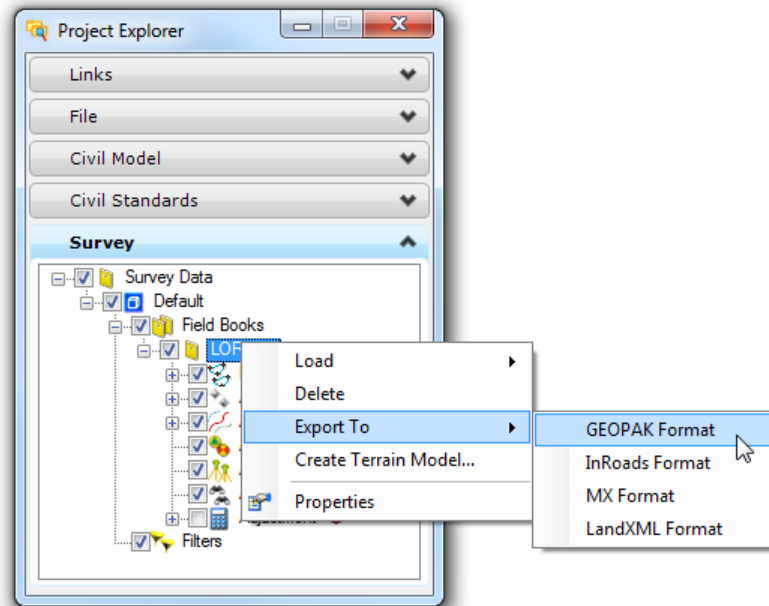 Project Explorer
Links
File
Civil Model
Civil Standards
Survey
Survey Data
Default
Field Books
Load
Delete
Export To
GEOPAK Format
Create Terrain Model...
InRoads Format
Properties
MX Format
LandXML Format
Filters